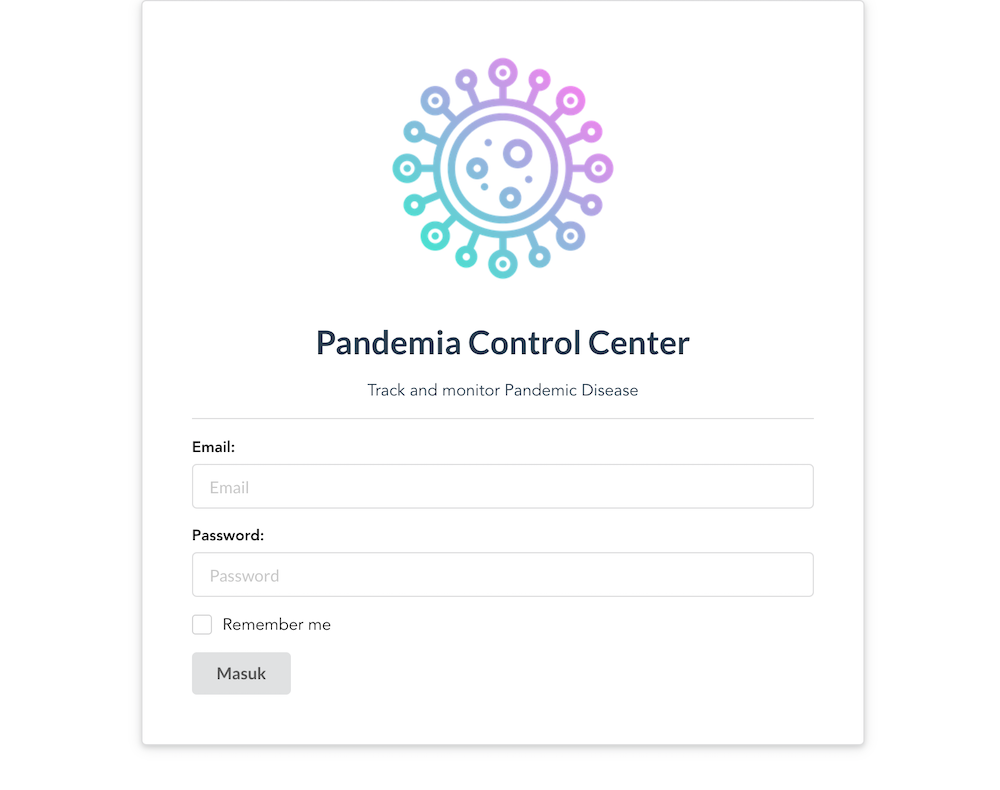 Pandemia Control Center
Track and monitor Pandemic Disease
Email:
Email
Password:
Password
Remember me
Masuk